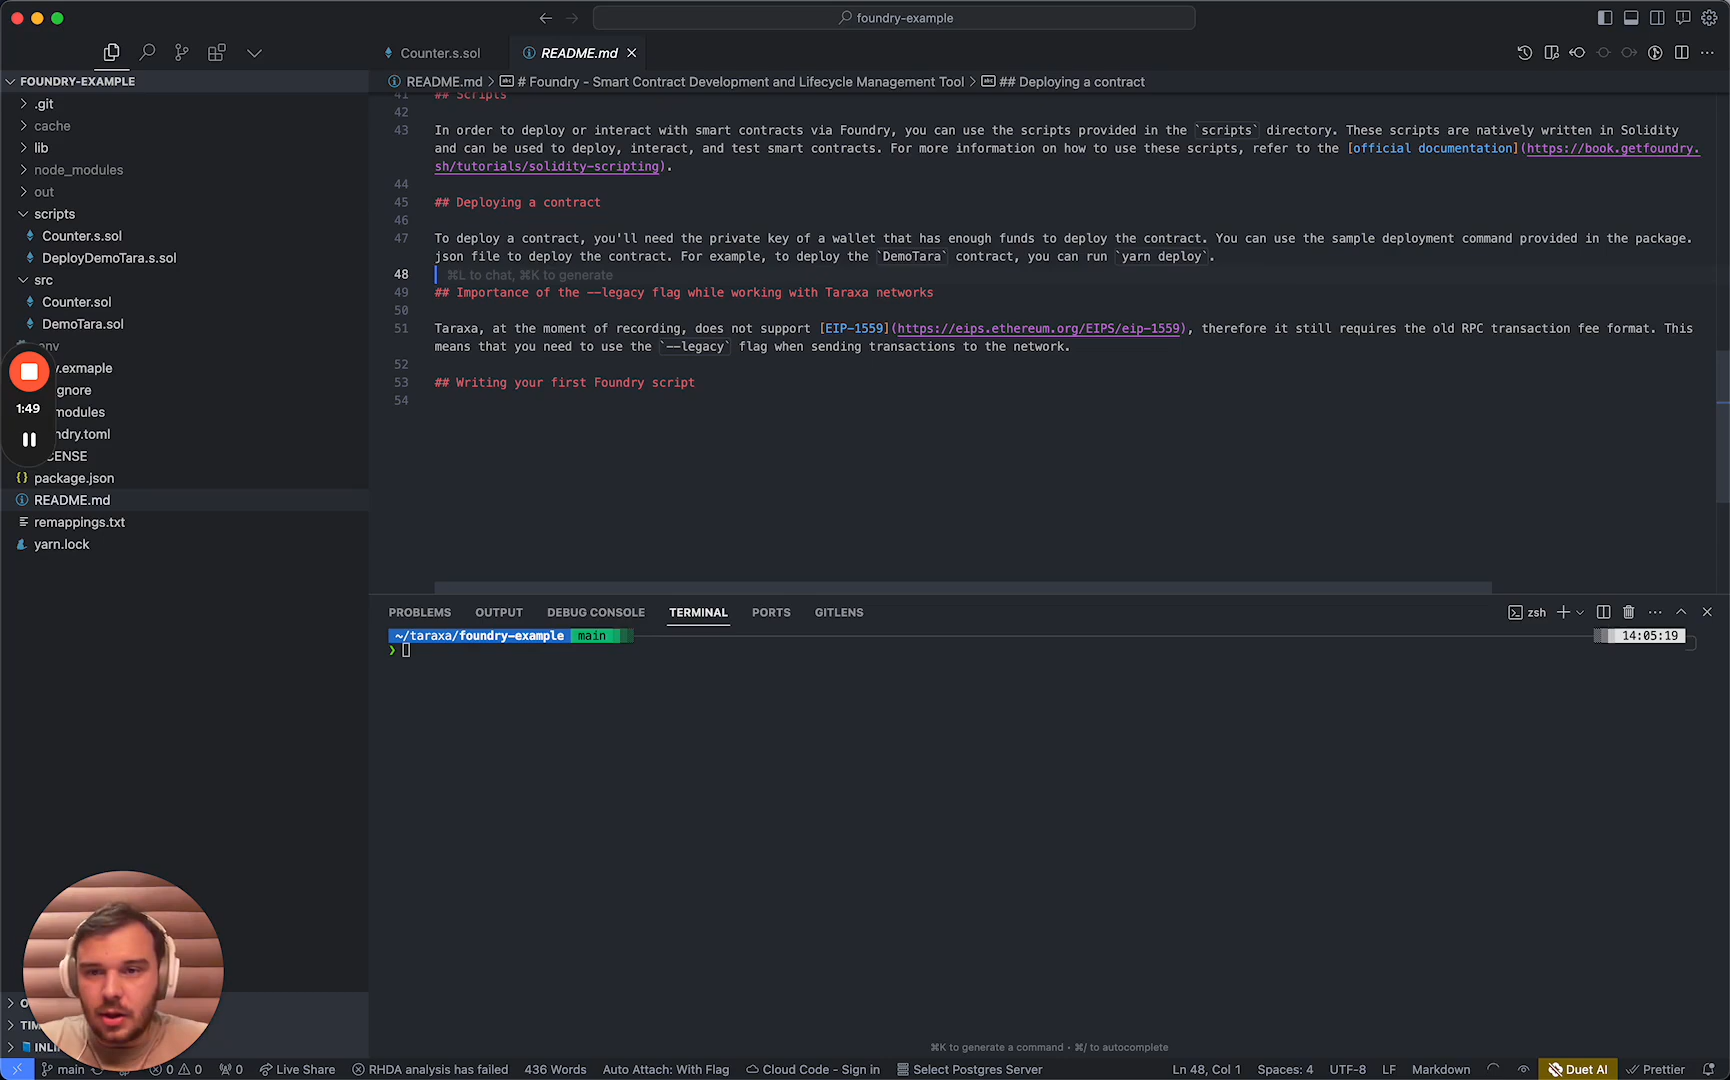 foundry-example
Counter.s.sol
README.md
FOUNDRY-EXAMPLE
README.md > # Foundry - Smart Contract Development and Lifecycle Management Tool > ## Deploying a contract
.git
cache
lib
node_modules
out
scripts
Counter.s.sol
DeployDemoTara.s.sol
src
Counter.sol
DemoTara.sol
.exmaple
modules
package.json
README.md
remappings.txt
yarn.lock
1:49
41 ## Scripts
42
43 In order to deploy or interact with smart contracts via Foundry, you can use the scripts provided in the `scripts` directory. These scripts are natively written in Solidity
and can be used to deploy, interact, and test smart contracts. For more information on how to use these scripts, refer to the [official documentation](https://book.getfoundry.
sh/tutorials/solidity-scripting).
44
45 ## Deploying a contract
46
47 To deploy a contract, you'll need the private key of a wallet that has enough funds to deploy the contract. You can use the sample deployment command provided in the package.
json file to deploy the contract. For example, to deploy the `DemoTara` contract, you can run `yarn deploy`.
48 ⌘L to chat, ⌘K to generate
49 ## Importance of the --legacy flag while working with Taraxa networks
50
51 Taraxa, at the moment of recording, does not support [EIP-1559](https://eips.ethereum.org/EIPS/eip-1559), therefore it still requires the old RPC transaction fee format. This
means that you need to use the `--legacy` flag when sending transactions to the network.
52
53 ## Writing your first Foundry script
54
PROBLEMS OUTPUT DEBUG CONSOLE TERMINAL PORTS GITLENS
zsh
~/taraxa/foundry-example main
14:05:19
❯
⌘K to generate a command • ⌘/ to autocomplete
main 0 0 0 Live Share RHDA analysis has failed 436 Words Auto Attach: With Flag Cloud Code - Sign in Select Postgres Server Ln 48, Col 1 Spaces: 4 UTF-8 LF Markdown Duet AI Prettier